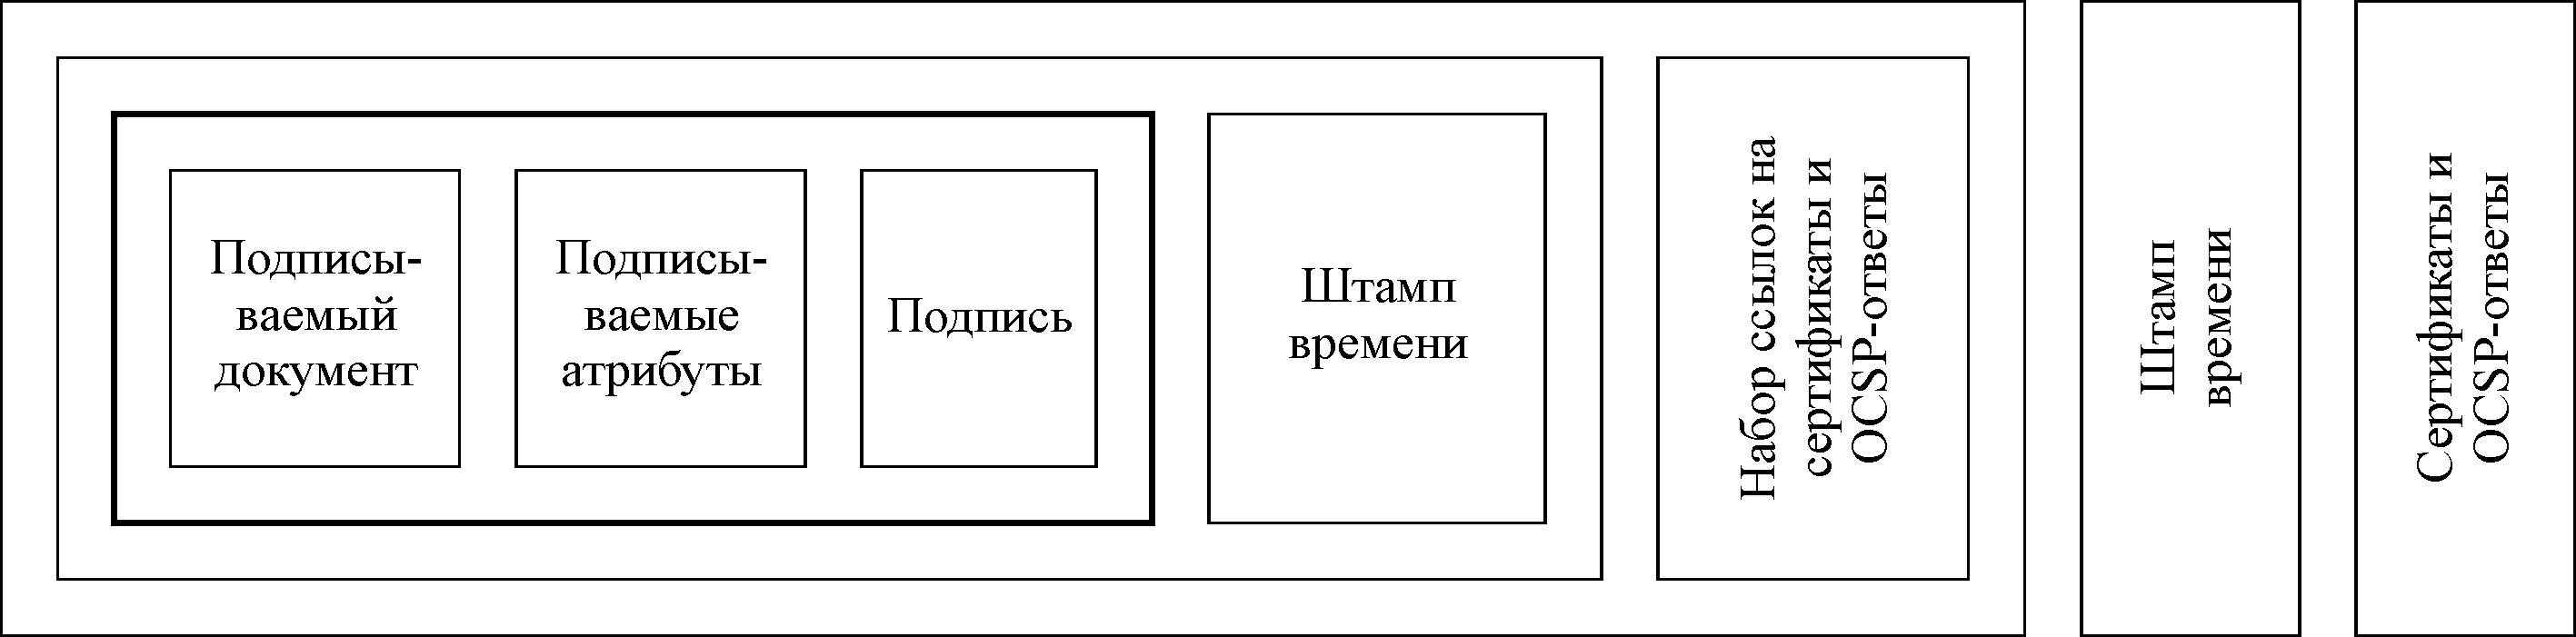 Подписы-
ваемый
документ
Подписы-
ваемые
атрибуты
Подпись
Штамп
времени
Набор ссылок на
сертификаты и
OCSP-ответы
Штамп
времени
Сертификаты и
OCSP-ответы